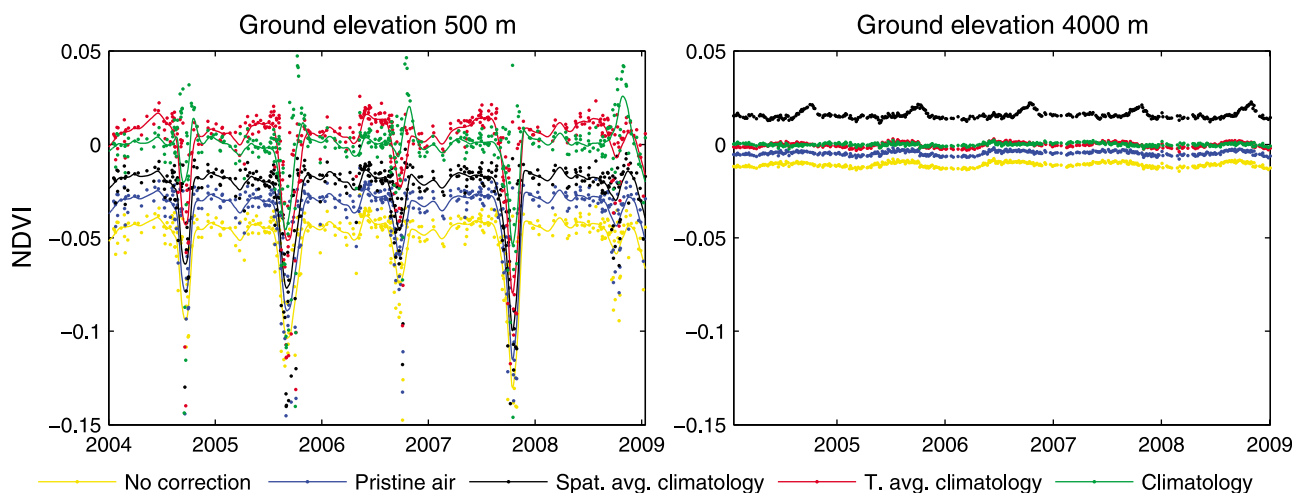 Ground elevation 500 m
Ground elevation 4000 m
NDVI
0.05
0
−0.05
−0.1
−0.15
2004 2005 2006 2007 2008 2009
0.05
0
−0.05
−0.1
−0.15
2005 2006 2007 2008 2009
No correction Pristine air Spat. avg. climatology T. avg. climatology Climatology